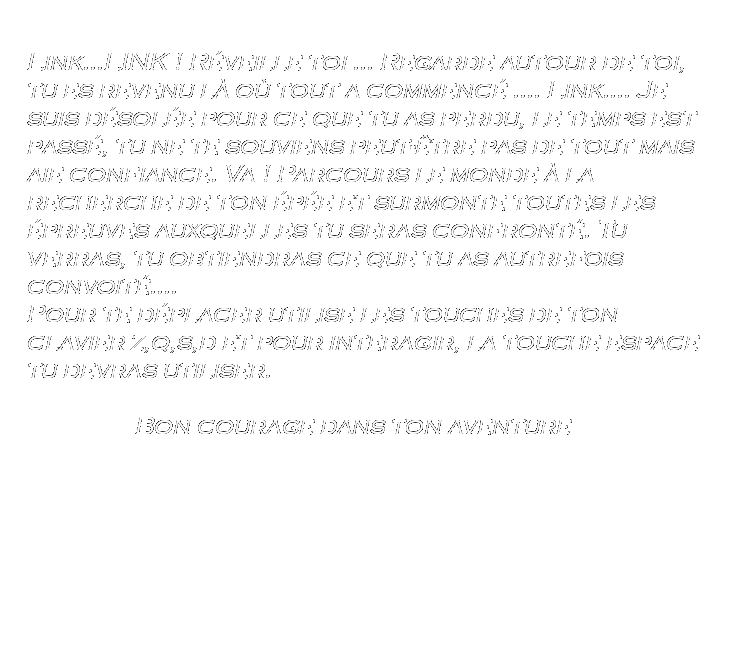 Link...LINK ! Réveille toi ... Regarde autour de toi,
tu es revenu là où tout a commencé .... Link.... Je
suis désolée pour ce que tu as perdu, le temps est
passé, tu ne te souviens peut-être pas de tout mais
aie confiance. Va ! Parcours le monde à la
recherche de ton épée et surmonte toutes les
épreuves auxquelles tu seras confronté. Tu
verras, tu obtiendras ce que tu as autrefois
convoité....
Pour te déplacer utilise les touches de ton
clavier z,q,s,d et pour interagir, la touche espace
tu devras utiliser.
Bon courage dans ton aventure